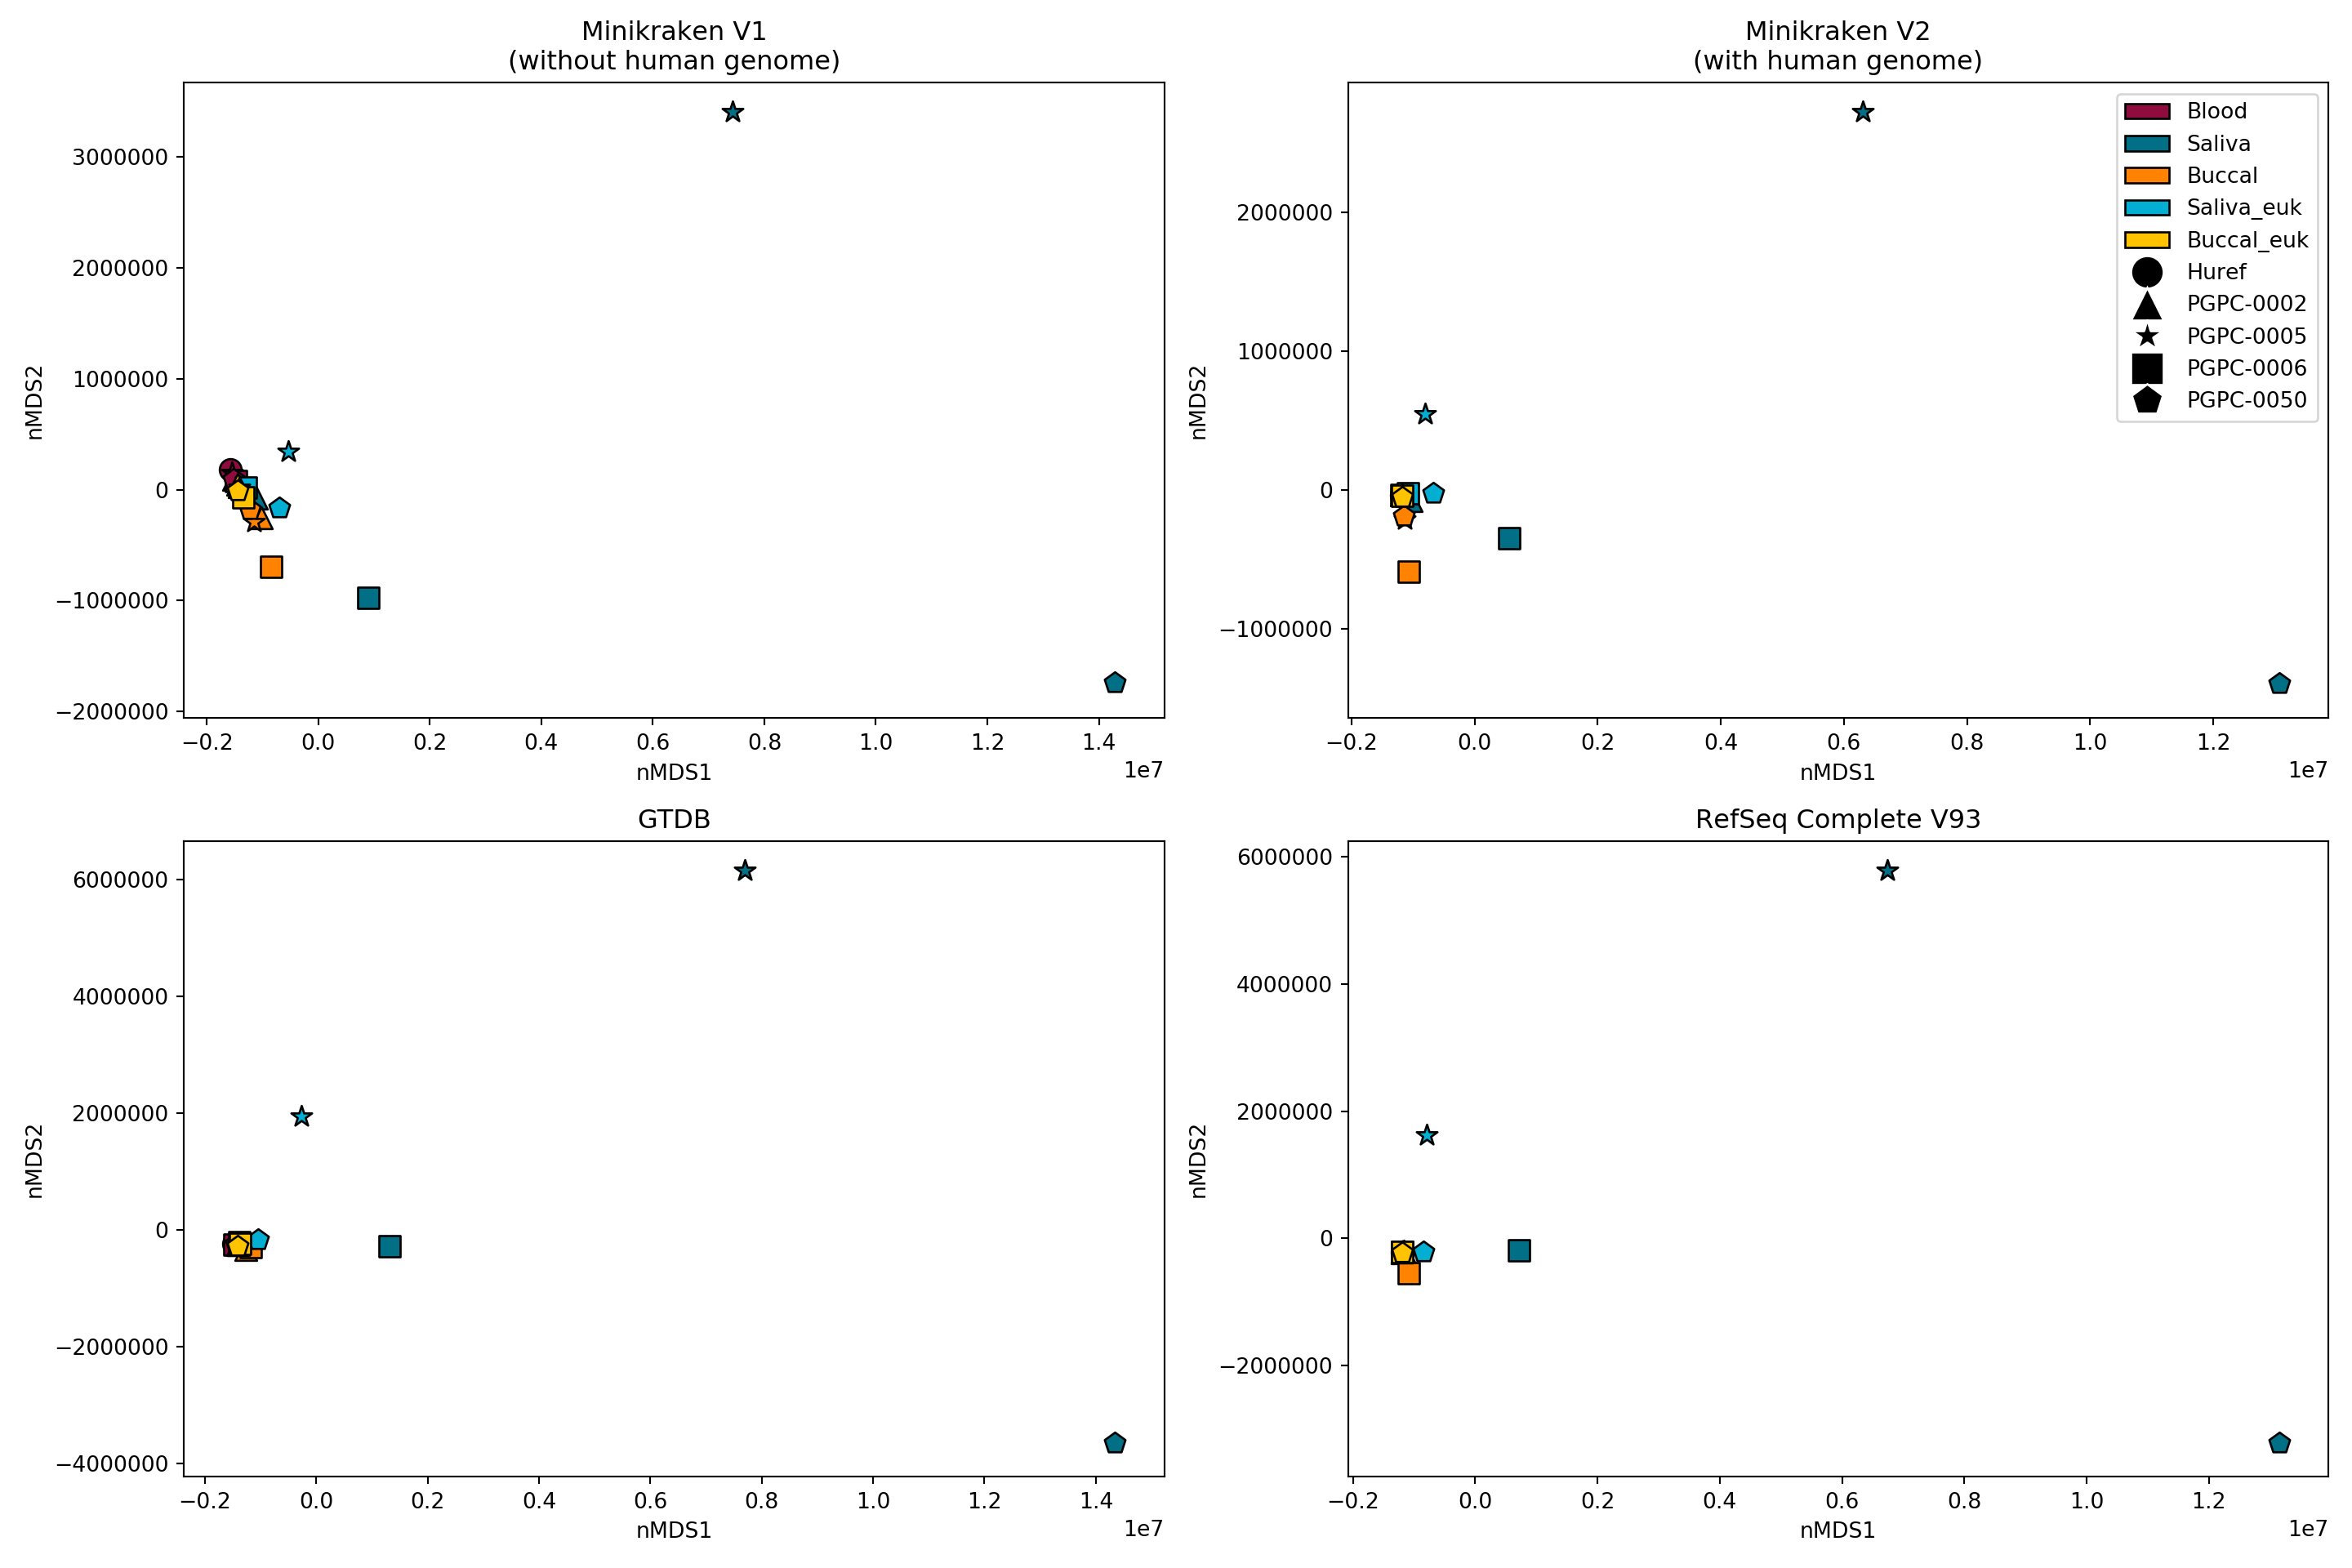 Minikraken V1
(without human genome)
3000000
2000000
1000000
0
−1000000
−2000000
nMDS2
−0.2 0.0 0.2 0.4 0.6 0.8 1.0 1.2 1.4
nMDS1
1e7
Minikraken V2
(with human genome)
2000000
1000000
0
−1000000
nMDS2
−0.2 0.0 0.2 0.4 0.6 0.8 1.0 1.2
nMDS1
1e7
Blood
Saliva
Buccal
Saliva_euk
Buccal_euk
Huref
PGPC-0002
PGPC-0005
PGPC-0006
PGPC-0050
GTDB
6000000
4000000
2000000
0
−2000000
−4000000
nMDS2
−0.2 0.0 0.2 0.4 0.6 0.8 1.0 1.2 1.4
nMDS1
1e7
RefSeq Complete V93
6000000
4000000
2000000
0
−2000000
nMDS2
−0.2 0.0 0.2 0.4 0.6 0.8 1.0 1.2
nMDS1
1e7